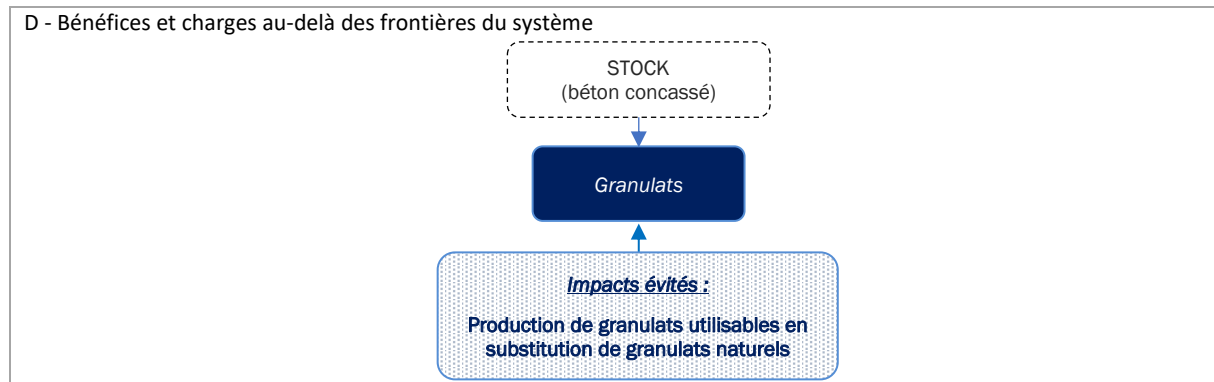 D - Bénéfices et charges au-delà des frontières du système
STOCK
(béton concassé)
Granulats
Impacts évités :
Production de granulats utilisables en
substitution de granulats naturels